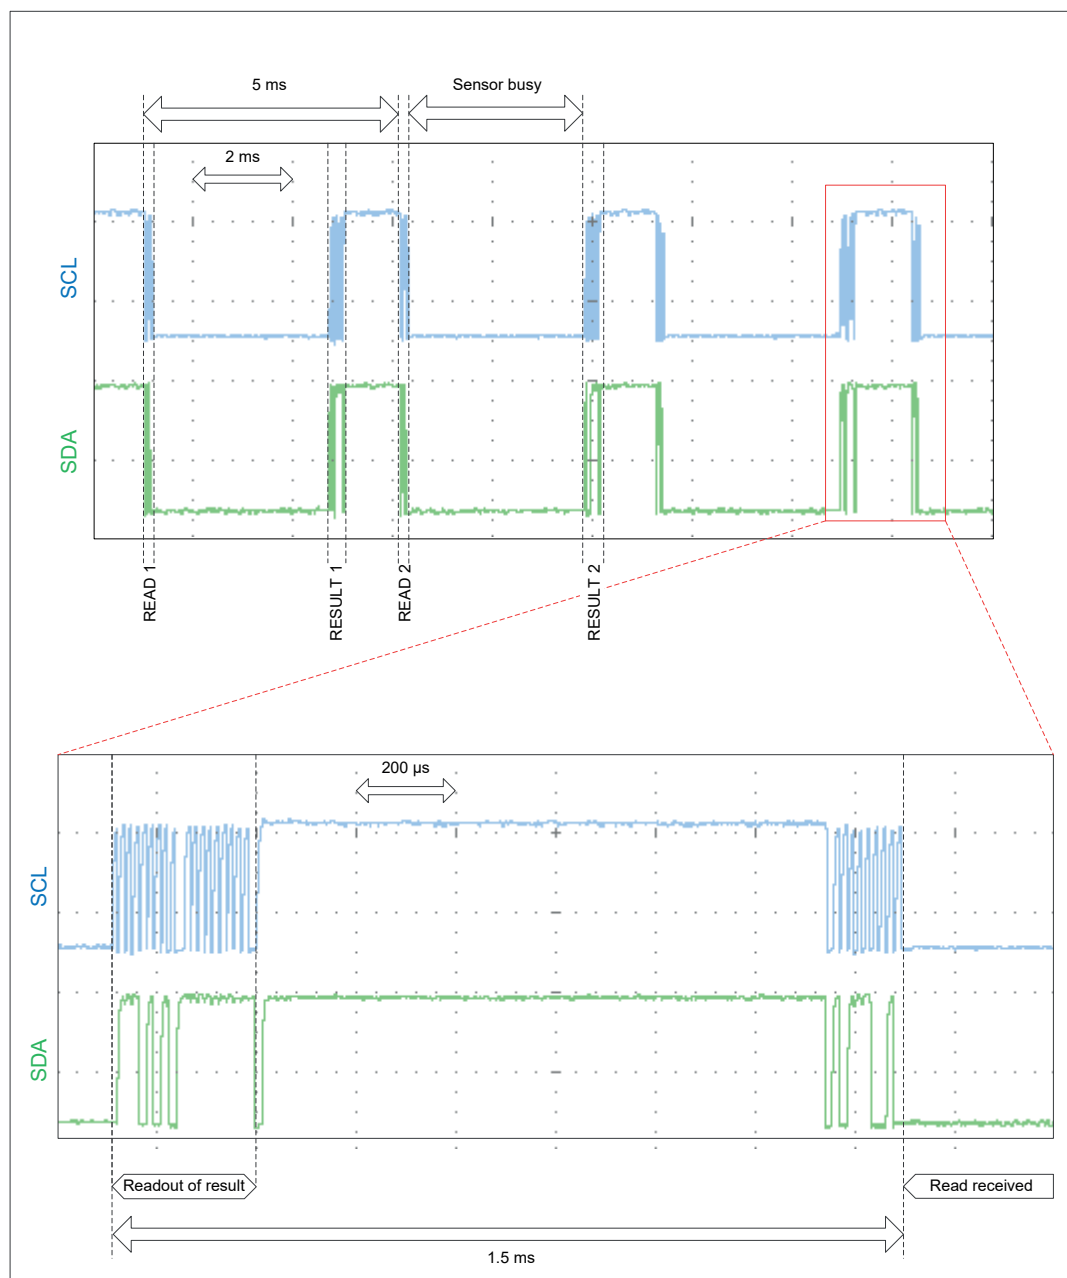 5 ms
Sensor busy
2 ms
SCL
SDA
READ 1
RESULT 1
READ 2
RESULT 2
200 µs
SCL
SDA
Readout of result
Read received
1.5 ms